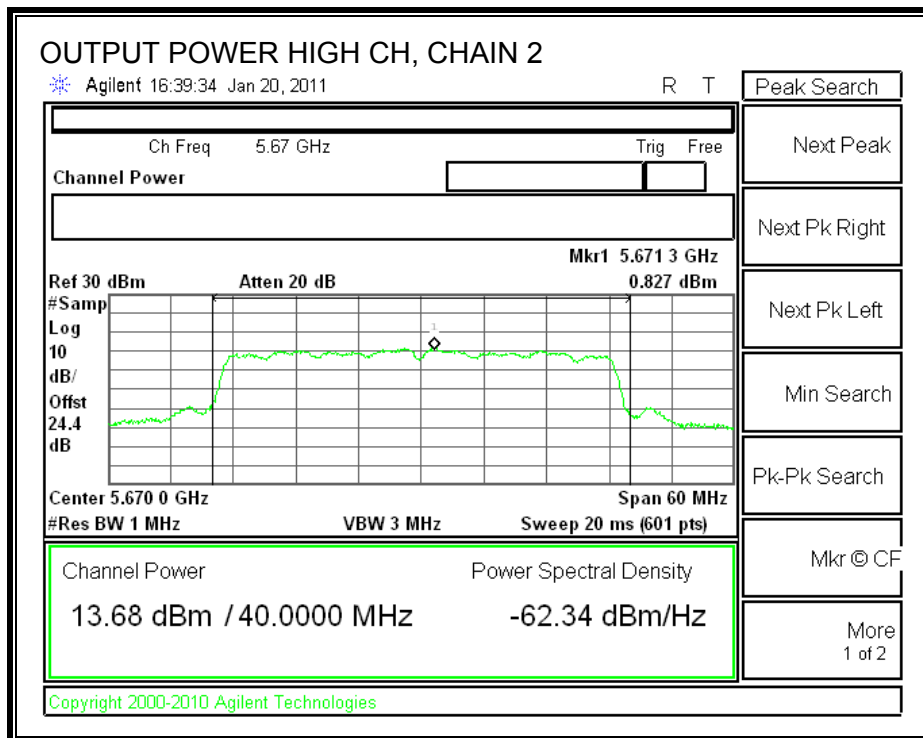 OUTPUT POWER HIGH CH, CHAIN 2
Agilent 16:39:34 Jan 20, 2011 R T
Peak Search
Ch Freq 5.67 GHz Trig Free
Channel Power
Next Peak
Next Pk Right
Mkr1 5.671 3 GHz
Ref 30 dBm Atten 20 dB 0.827 dBm
#Samp
Log
10
dB/
Offst
24.4
dB
1
Next Pk Left
Min Search
Pk-Pk Search
Center 5.670 0 GHz Span 60 MHz
#Res BW 1 MHz VBW 3 MHz Sweep 20 ms (601 pts)
Channel Power Power Spectral Density
13.68 dBm / 40.0000 MHz -62.34 dBm/Hz
Mkr © CF
More
1 of 2
Copyright 2000-2010 Agilent Technologies